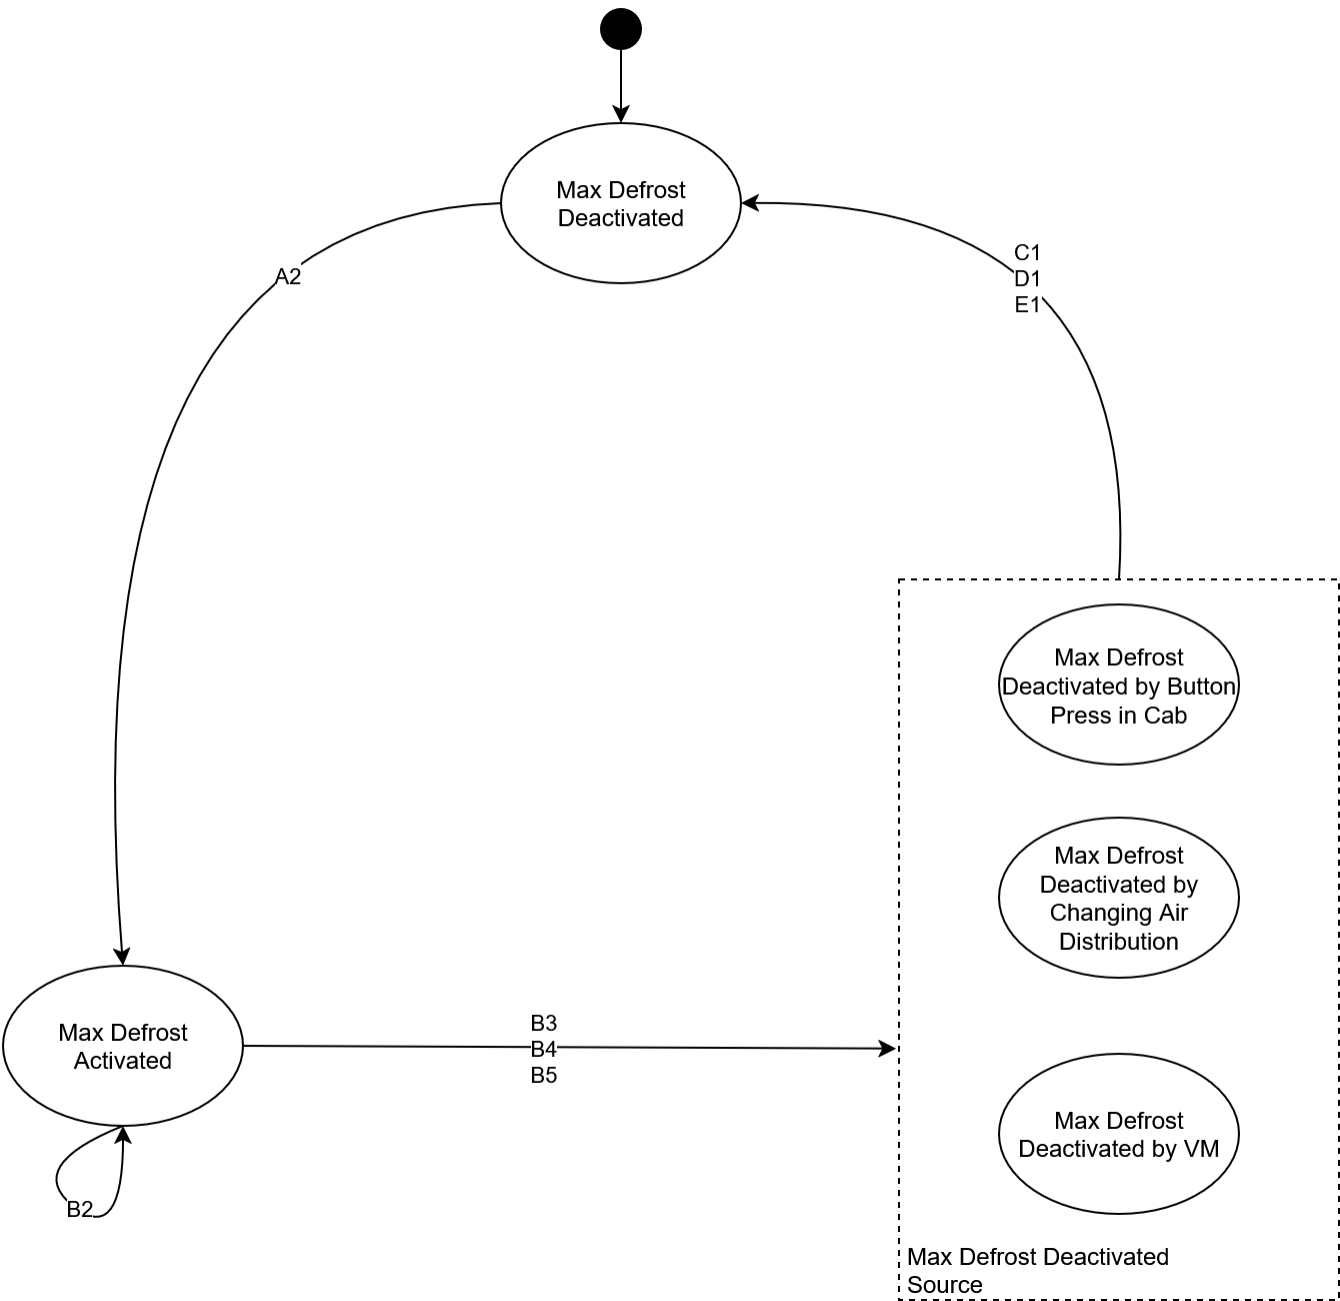 Max Defrost
Deactivated
A2
C1
D1
E1
Max Defrost
Deactivated by Button
Press in Cab
Max Defrost
Deactivated by
Changing Air
Distribution
Max Defrost
Activated
B3
B4
B5
Max Defrost
Deactivated by VM
B2
Max Defrost Deactivated
Source